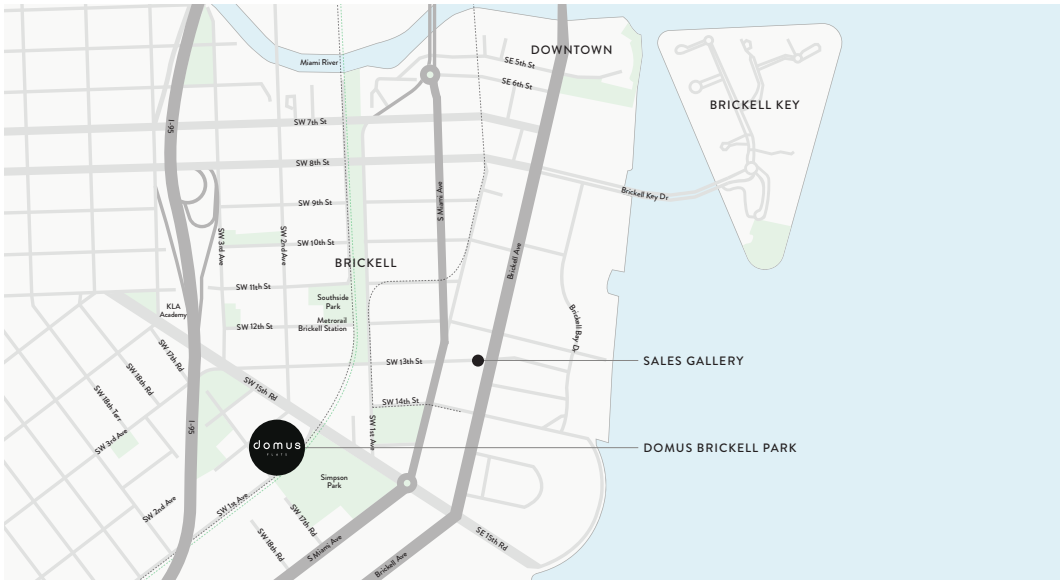 DOWNTOWN
SE 5th St
SE 6th St
Miami River
BRICKELL KEY
I-95
SW 7th St
SW 8th St
Brickell Key Dr
SW 9th St
S Miami Ave
SW 3rd Ave
SW 2nd Ave
SW 10th St
Brickell Ave
BRICKELL
SW 11th St
Southside
Park
KLA
Academy
Metrorail
Brickell Station
SW 12th St
Brickell Bay Dr
SW 17th Rd
SW 13th St
SALES GALLERY
SW 18th Rd
SW 15th Rd
SW 18th Terr
SW 14th St
SW 1st Ave
I-95
SW 3rd Ave
domus
FLATS
DOMUS BRICKELL PARK
Simpson
Park
SW 2nd Ave
SW 1st Ave
SW 17th Rd
SW 18th Rd
S Miami Ave
SE 15th Rd
Brickell Ave